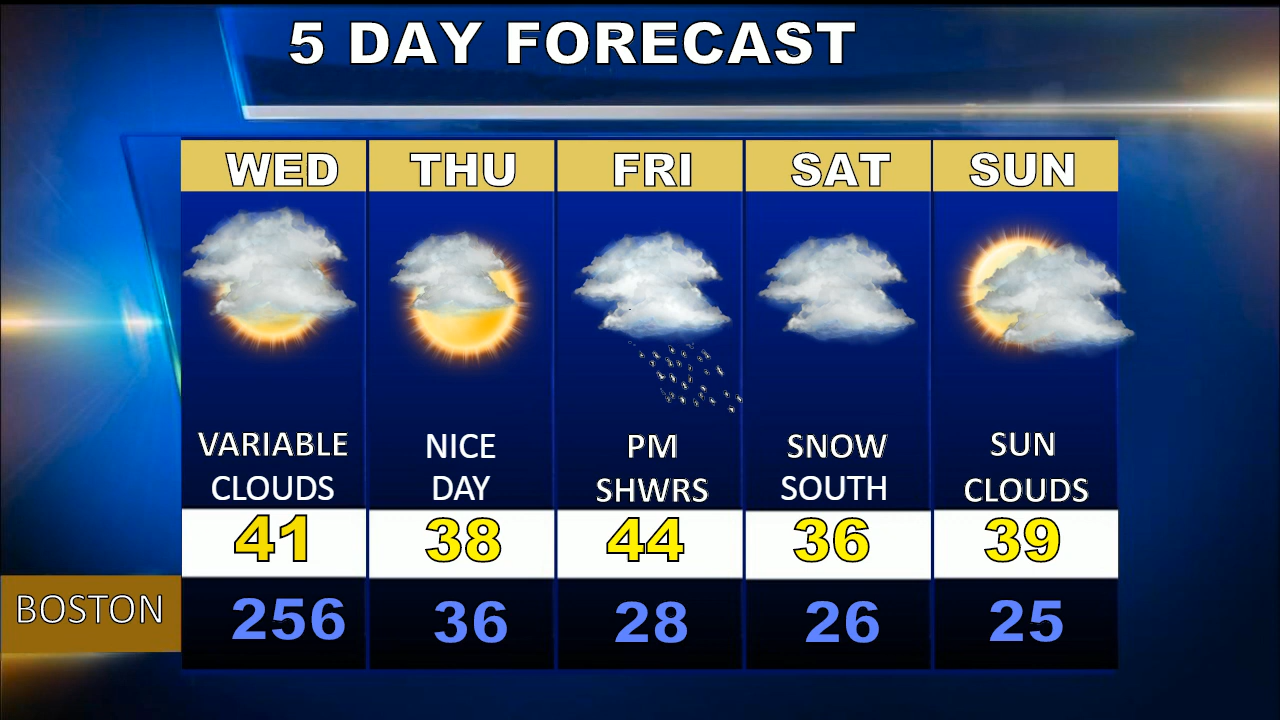 5 DAY FORECAST
WED THU FRI SAT SUN
VARIABLE NICE PM SNOW SUN
CLOUDS DAY SHWRS SOUTH CLOUDS
41 38 44 36 39
BOSTON 256 36 28 26 25